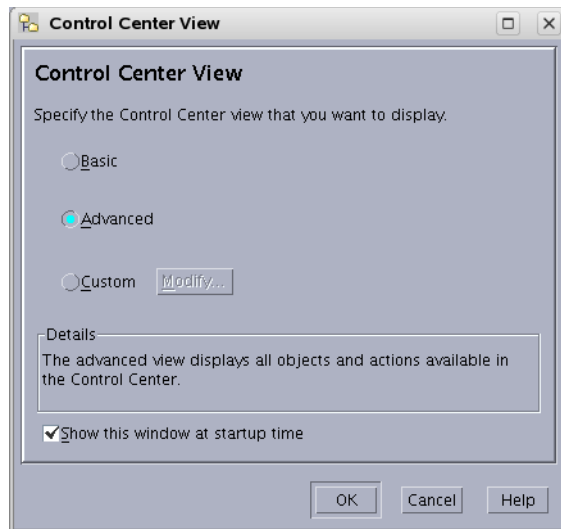 Control Center View
Control Center View
Specify the Control Center view that you want to display.
Basic
Advanced
Custom Modify...
Details
The advanced view displays all objects and actions available in
the Control Center.
Show this window at startup time
OK Cancel Help